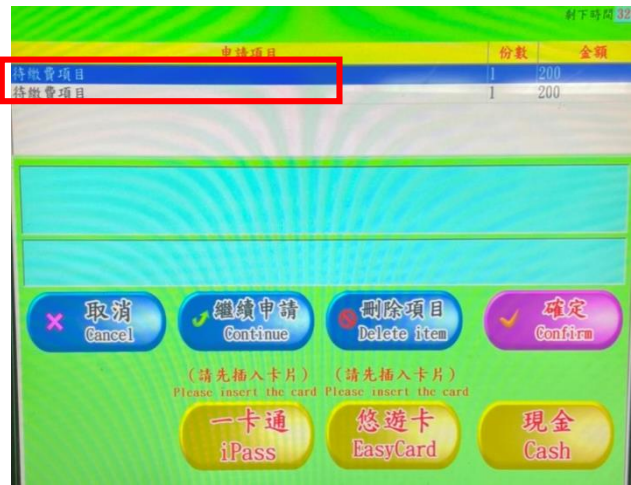 剩下時間 32
申請項目 份數 金額
待繳費項目 1 200
待繳費項目 1 200
取消 繼續申請 刪除項目 確定
Cancel Continue Delete item Confirm
(請先插入卡片) (請先插入卡片)
Please insert the card Please insert the card
一卡通 悠遊卡 現金
iPass EasyCard Cash